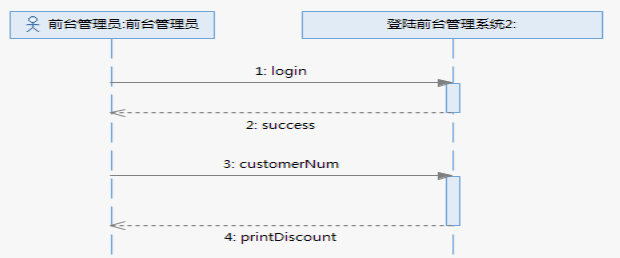 前台管理员:前台管理员
登陆前台管理系统2:
1: login
2: success
3: customerNum
4: printDiscount